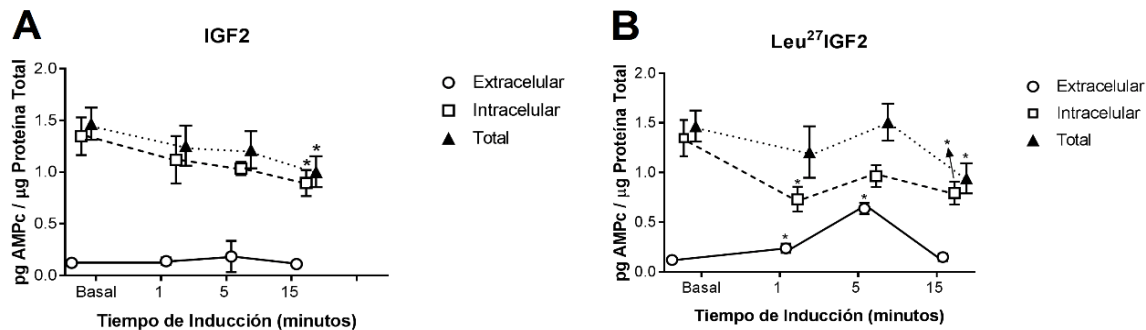 A
IGF2
pg AMPc / µg Proteína Total
2.0
1.5
1.0
0.5
0.0
* *
Basal 1 5 15
Tiempo de Inducción (minutos)
Extracelular
Intracelular
Total
B
Leu²⁷IGF2
pg AMPc / µg Proteína Total
2.0
1.5
1.0
0.5
0.0
* * * * *
Basal 1 5 15
Tiempo de Inducción (minutos)
Extracelular
Intracelular
Total